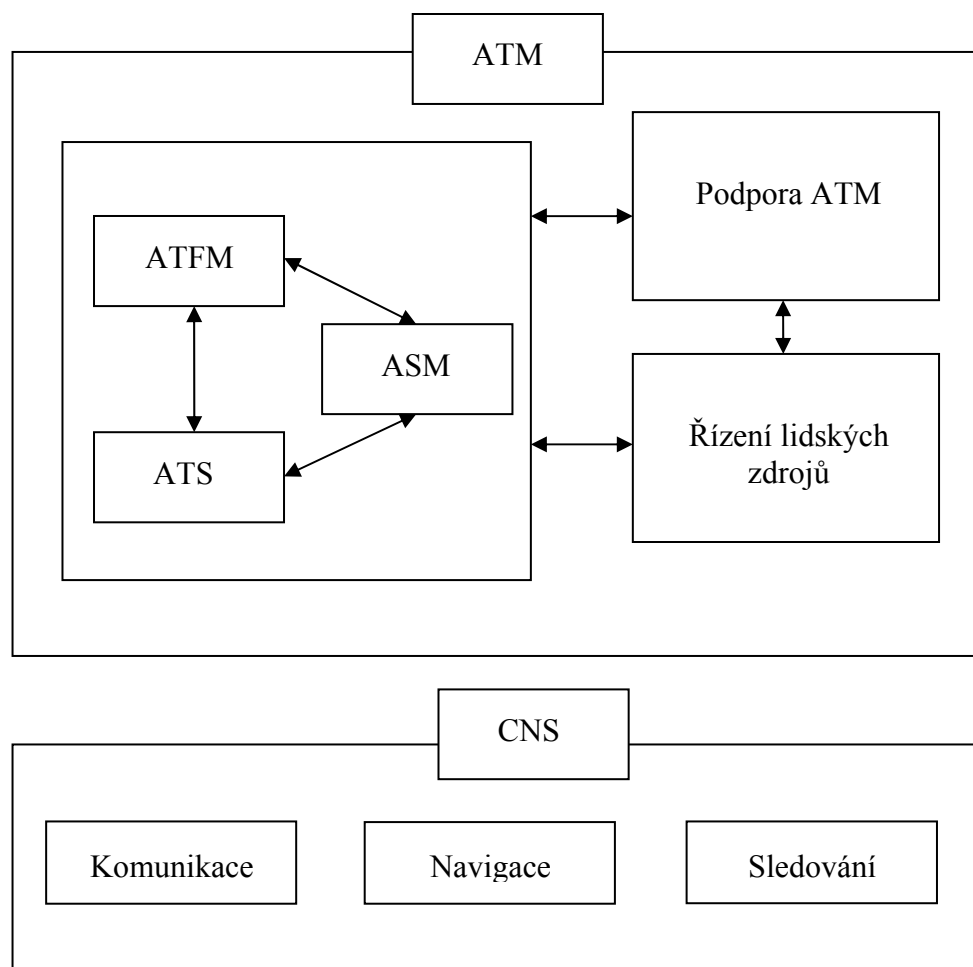 ATM
Podpora ATM
ATFM
ASM
ATS
Řízení lidských
zdrojů
CNS
Komunikace
Navigace
Sledování